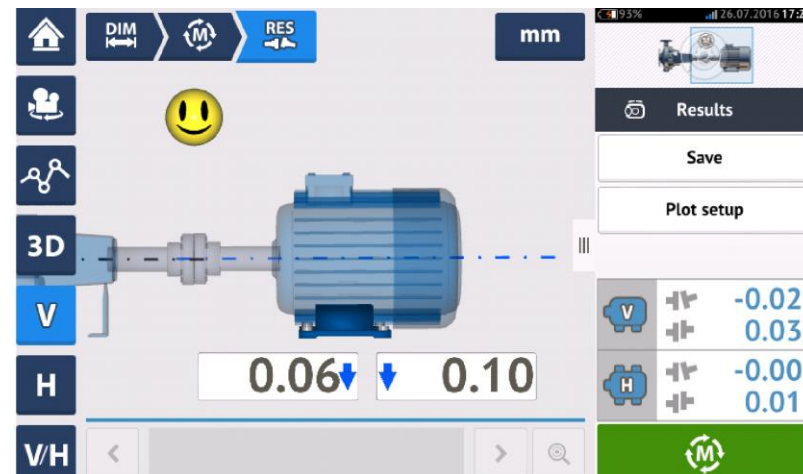 DIM
M
RES
mm
93%
26.07.2016 17:2
Results
Save
Plot setup
3D
V
H
V/H
0.06
0.10
V
-0.02
0.03
H
-0.00
0.01
M